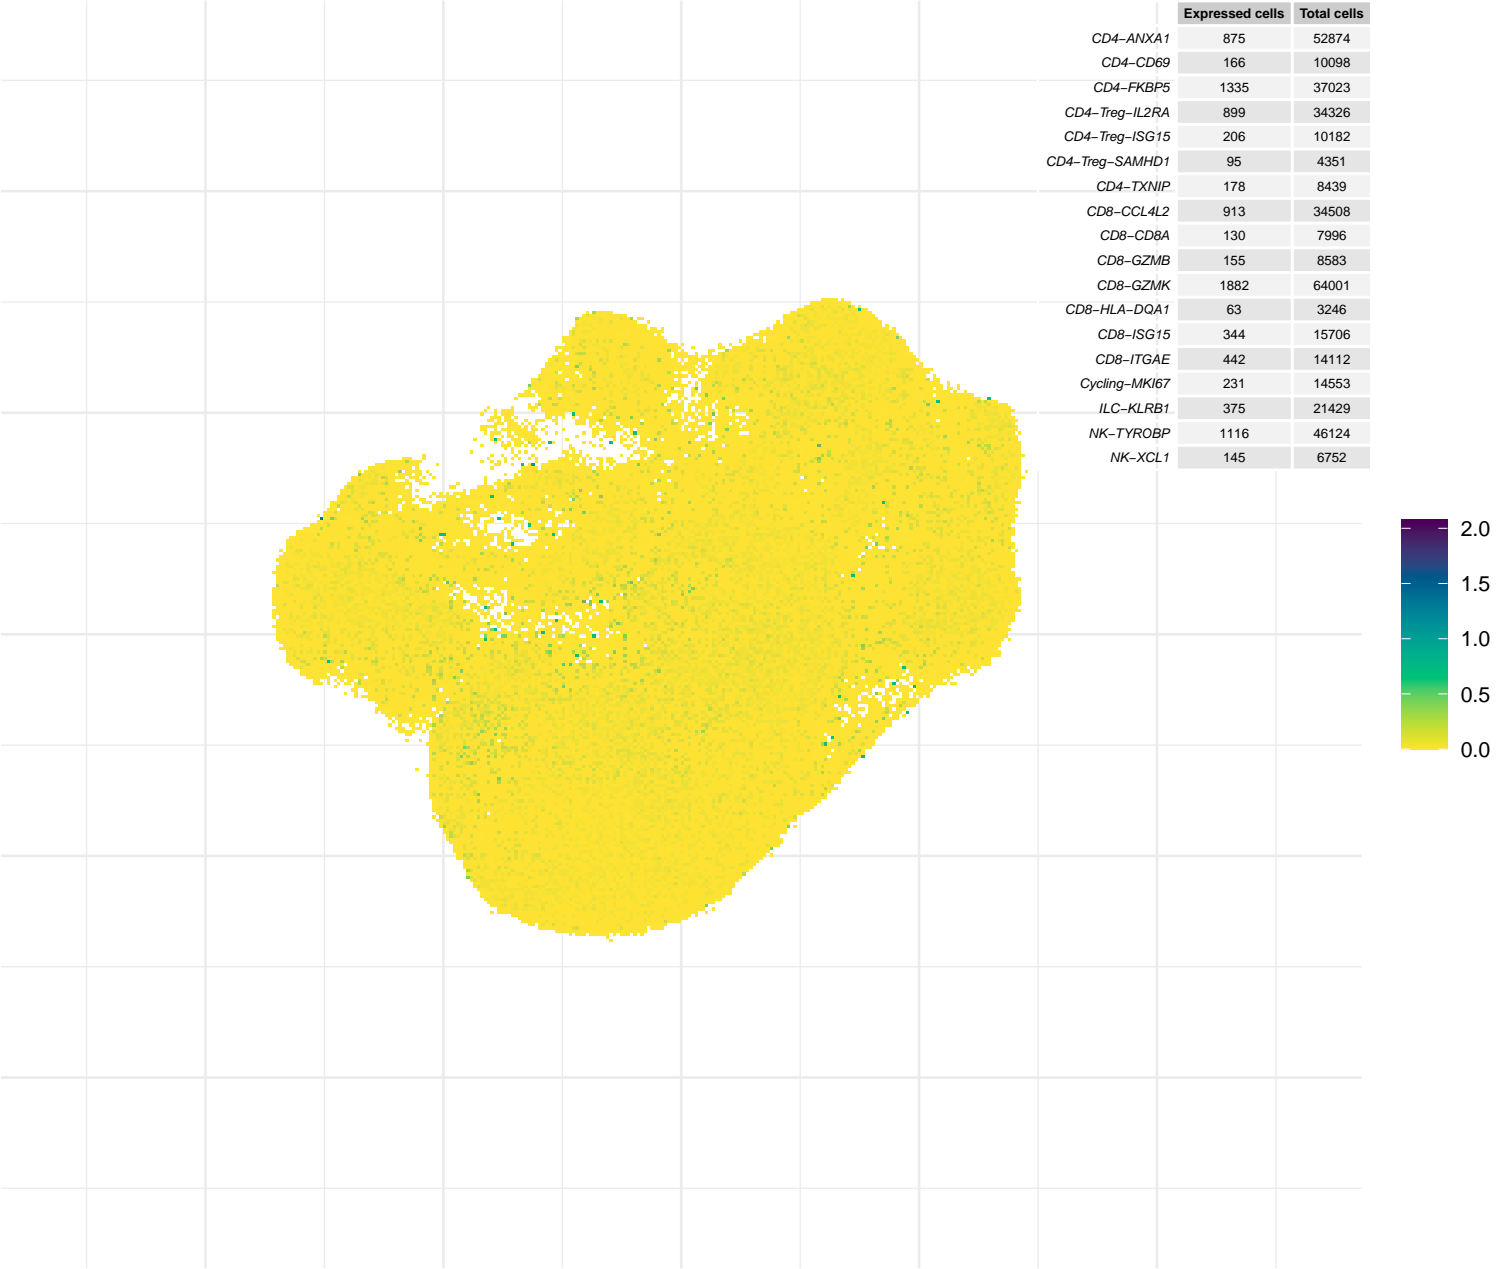 Expressed cells Total cells
CD4−ANXA1 875 52874
CD4−CD69 166 10098
CD4−FKBP5 1335 37023
CD4−Treg−IL2RA 899 34326
CD4−Treg−ISG15 206 10182
CD4−Treg−SAMHD1 95 4351
CD4−TXNIP 178 8439
CD8−CCL4L2 913 34508
CD8−CD8A 130 7996
CD8−GZMB 155 8583
CD8−GZMK 1882 64001
CD8−HLA−DQA1 63 3246
CD8−ISG15 344 15706
CD8−ITGAE 442 14112
Cycling−MKI67 231 14553
ILC−KLRB1 375 21429
NK−TYROBP 1116 46124
NK−XCL1 145 6752
2.0
1.5
1.0
0.5
0.0